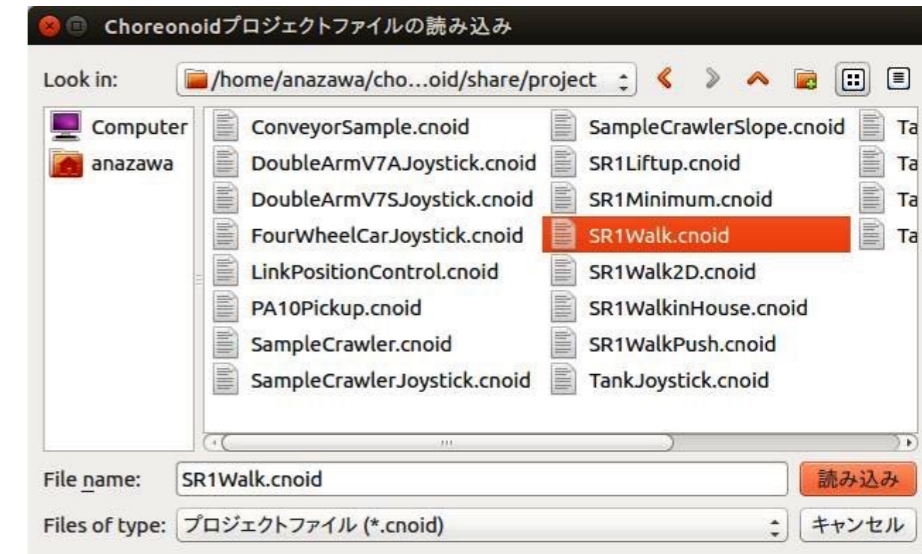 Choreonoidプロジェクトファイルの読み込み
Look in: /home/anazawa/cho...oid/share/project
Computer
anazawa
ConveyorSample.cnoid
DoubleArmV7AJoystick.cnoid
DoubleArmV7SJoystick.cnoid
FourWheelCarJoystick.cnoid
LinkPositionControl.cnoid
PA10Pickup.cnoid
SampleCrawler.cnoid
SampleCrawlerJoystick.cnoid
SampleCrawlerSlope.cnoid
SR1Liftup.cnoid
SR1Minimum.cnoid
SR1Walk.cnoid
SR1Walk2D.cnoid
SR1WalkinHouse.cnoid
SR1WalkPush.cnoid
TankJoystick.cnoid
Ta
Ta
Ta
Ta
File name: SR1Walk.cnoid 読み込み
Files of type: プロジェクトファイル (*.cnoid) キャンセル